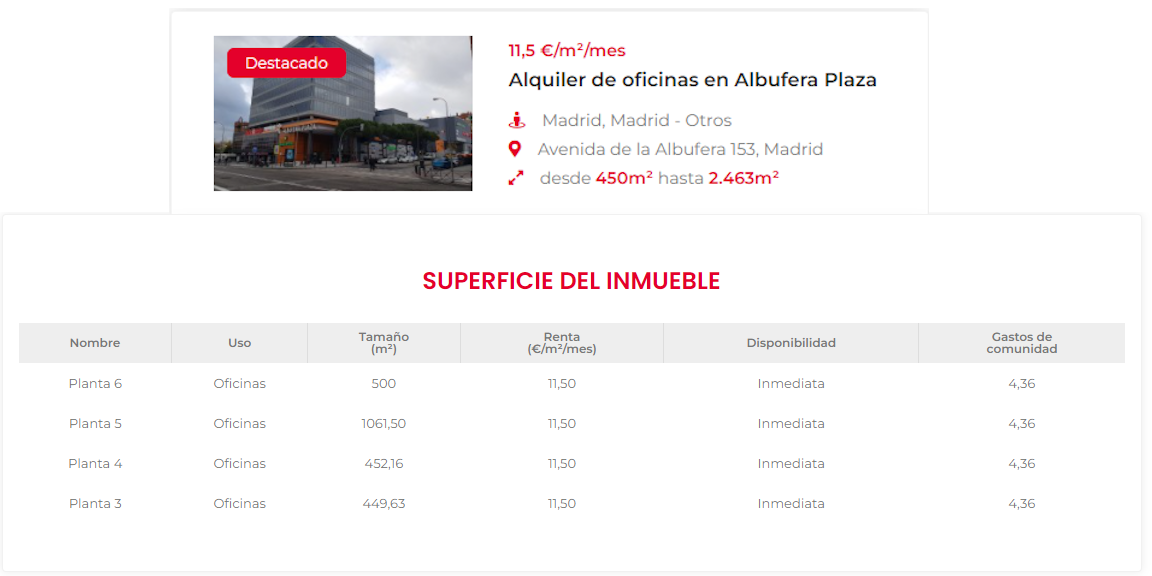 Destacado
11,5 €/m²/mes
Alquiler de oficinas en Albufera Plaza
Madrid, Madrid - Otros
Avenida de la Albufera 153, Madrid
desde 450m² hasta 2.463m²
SUPERFICIE DEL INMUEBLE
Nombre Uso Tamaño (m²) Renta (€/m²/mes) Disponibilidad Gastos de comunidad
Planta 6 Oficinas 500 11,50 Inmediata 4,36
Planta 5 Oficinas 1061,50 11,50 Inmediata 4,36
Planta 4 Oficinas 452,16 11,50 Inmediata 4,36
Planta 3 Oficinas 449,63 11,50 Inmediata 4,36